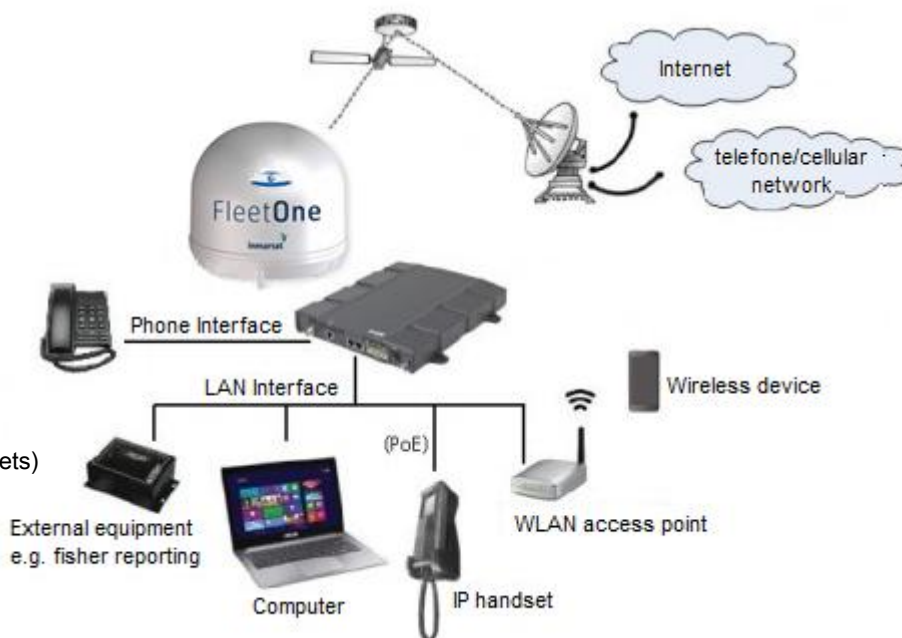 Internet
telefone/cellular
network
FleetOne
inmarsat
Phone Interface
LAN Interface
Wireless device
(PoE)
ets)
External equipment
e.g. fisher reporting
WLAN access point
IP handset
Computer